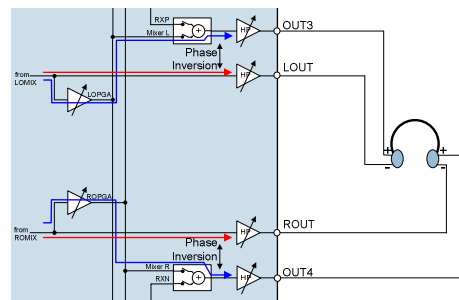 RXP
Mixer L
HP
OUT3
Phase
Inversion
from
LOMIX
HP
LOUT
LOPGA
+
+
-
-
ROPGA
from
ROMIX
HP
ROUT
Phase
Inversion
Mixer R
RXN
HP
OUT4